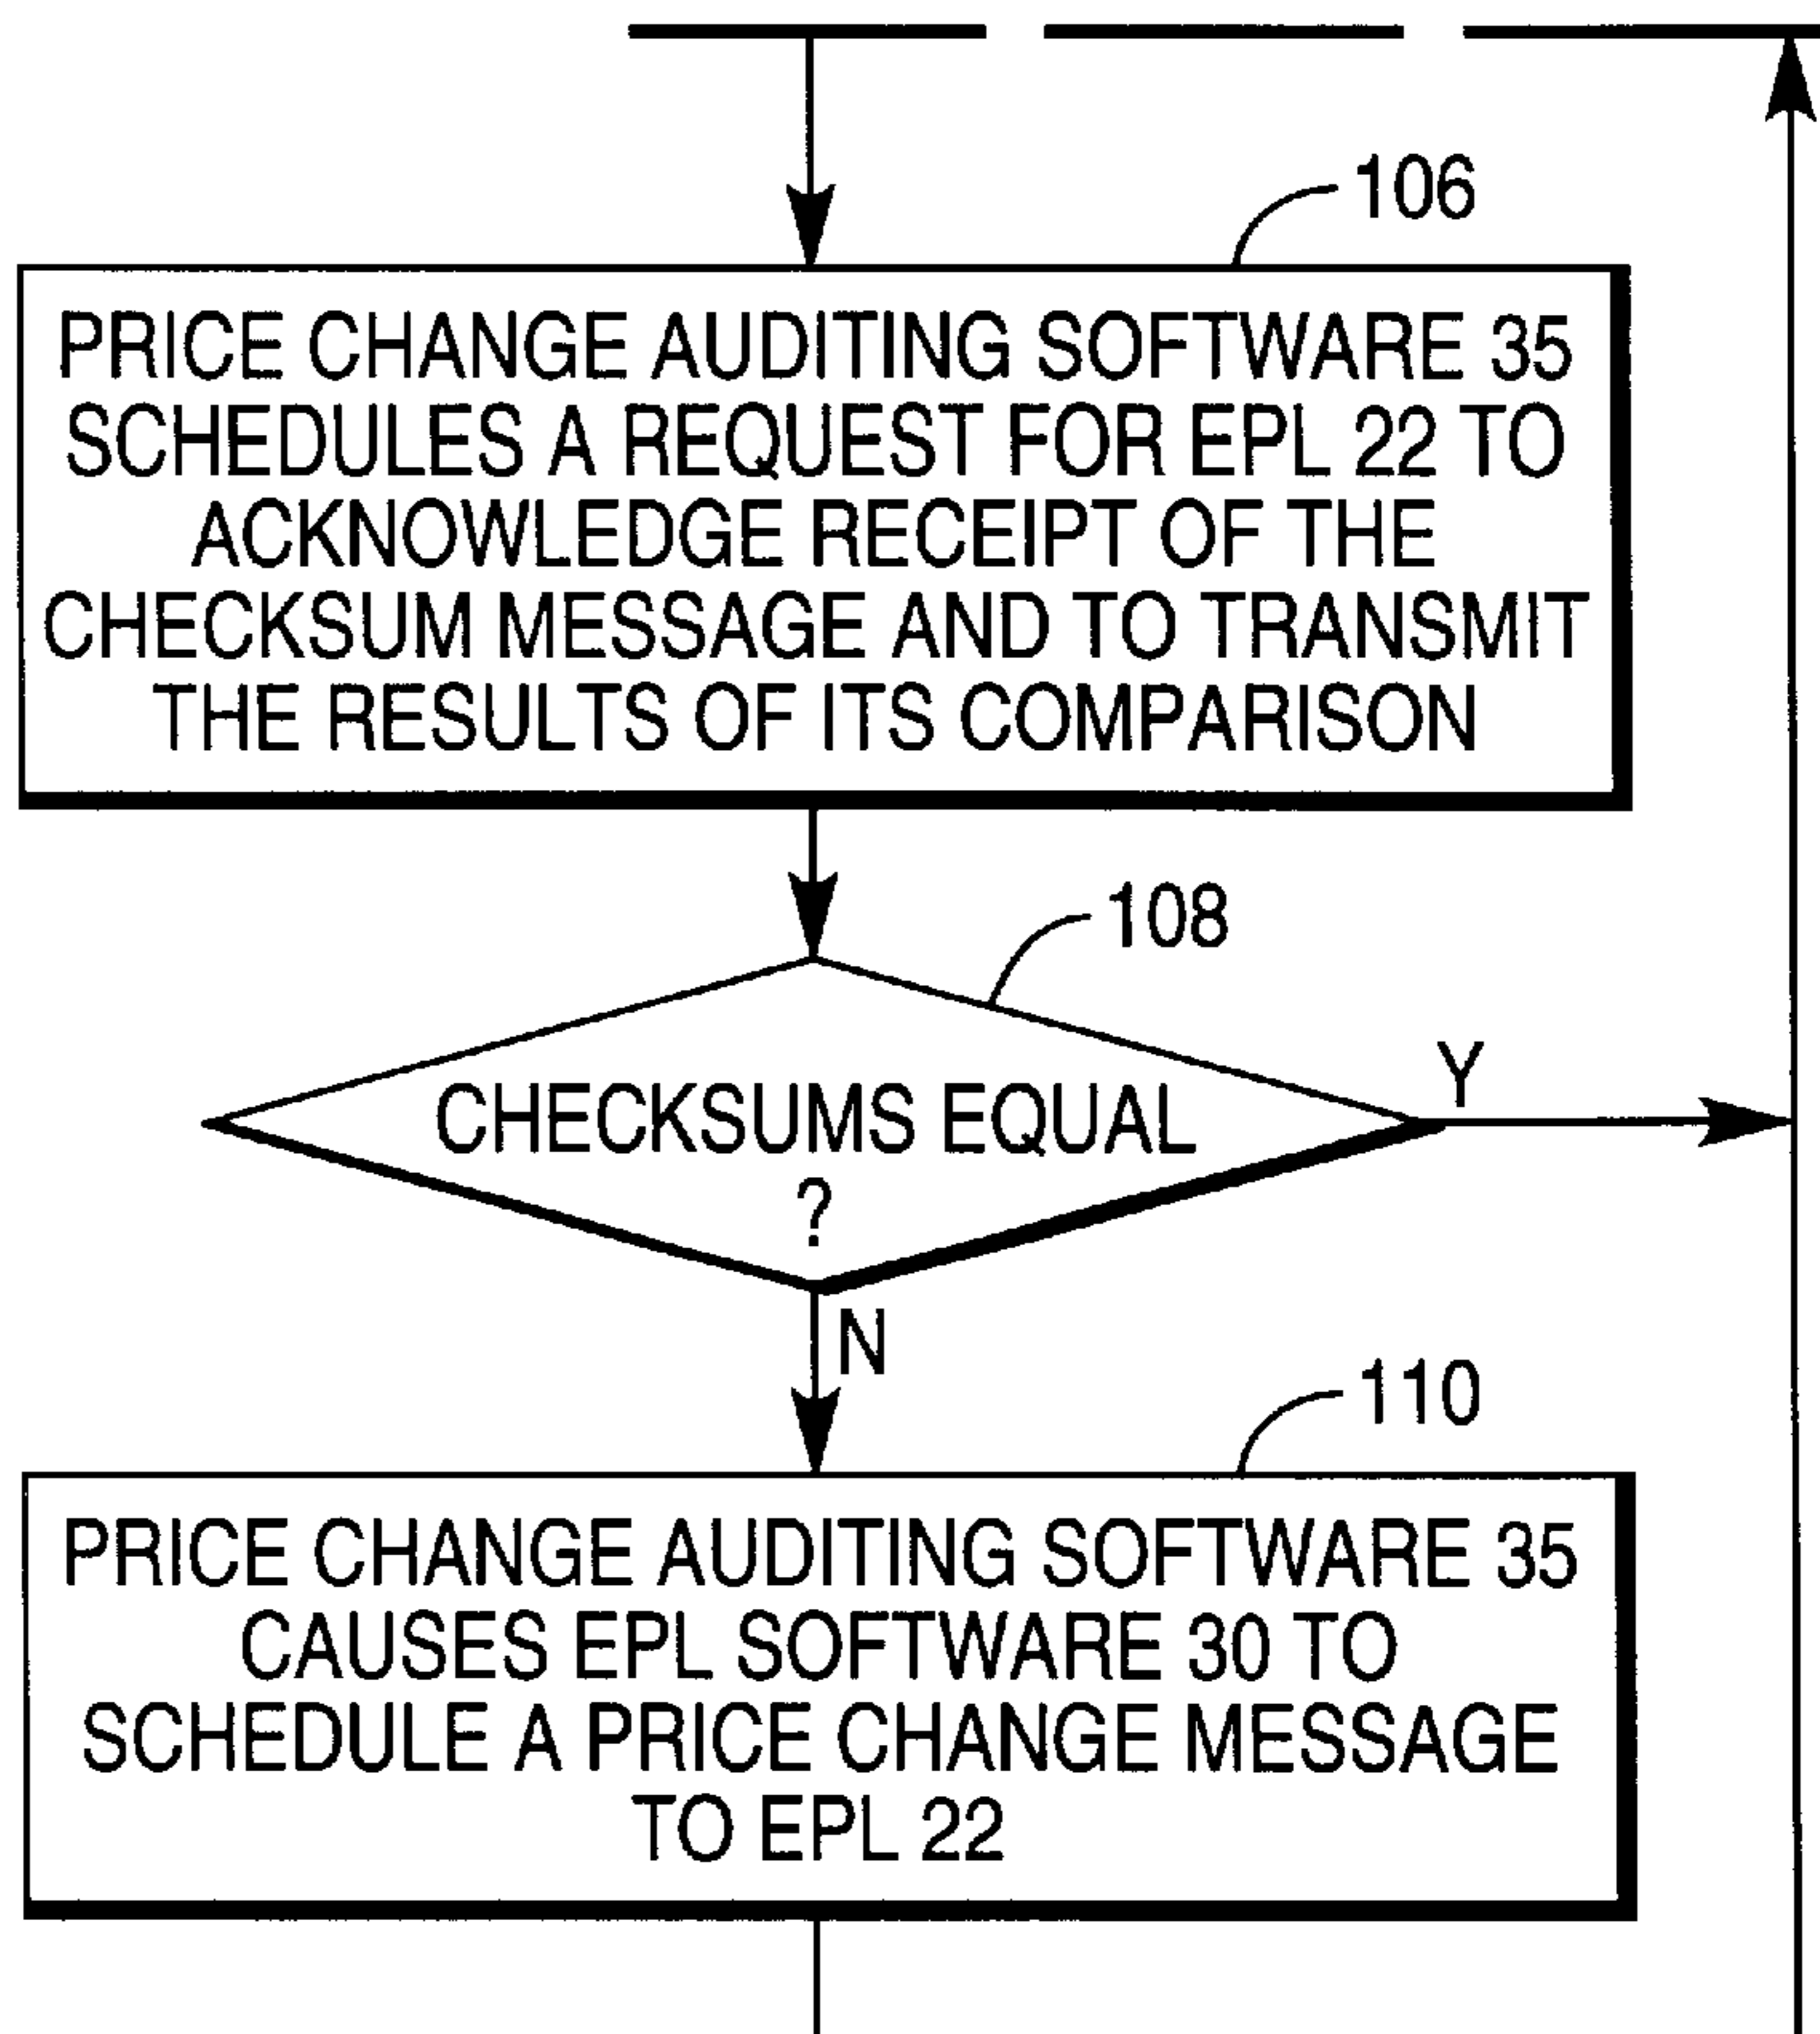 106
PRICE CHANGE AUDITING SOFTWARE 35
SCHEDULES A REQUEST FOR EPL 22 TO
ACKNOWLEDGE RECEIPT OF THE
CHECKSUM MESSAGE AND TO TRANSMIT
THE RESULTS OF ITS COMPARISON
108
CHECKSUMS EQUAL
?
Y
N
110
PRICE CHANGE AUDITING SOFTWARE 35
CAUSES EPL SOFTWARE 30 TO
SCHEDULE A PRICE CHANGE MESSAGE
TO EPL 22